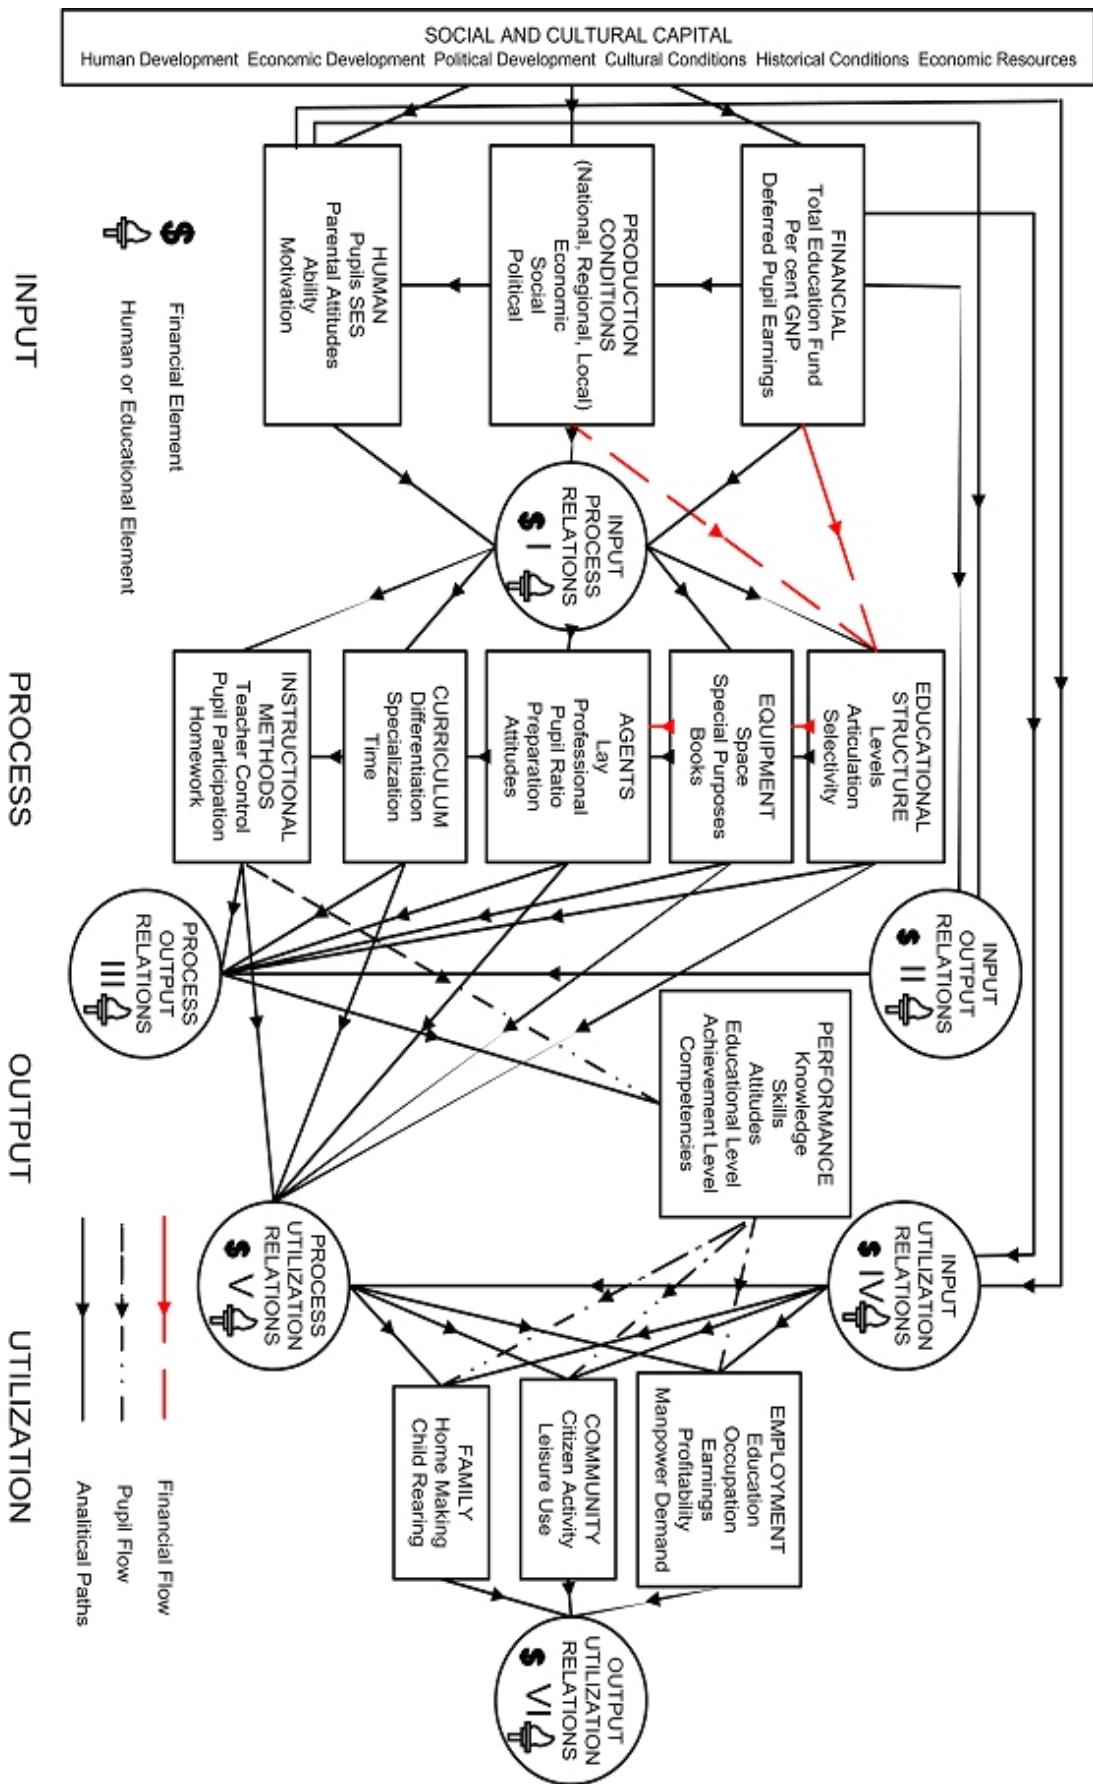 SOCIAL AND CULTURAL CAPITAL
Human Development Economic Development Political Development Cultural Conditions Historical Conditions Economic Resources
FINANCIAL
Total Education Fund
Per cent GNP
Deferred Pupil Earnings
PRODUCTION
CONDITIONS
(National, Regional, Local)
Economic
Social
Political
HUMAN
Pupils SES
Parental Attitudes
Ability
Motivation
$ Financial Element
Human or Educational Element
INPUT
INPUT
PROCESS
RELATIONS
$ I
EDUCATIONAL
STRUCTURE
Levels
Articulation
Selectivity
EQUIPMENT
Space
Special Purposes
Books
AGENTS
Lay
Professional
Pupil Ratio
Preparation
Attitudes
CURRICULUM
Differentiation
Specialization
Time
INSTRUCTIONAL
METHODS
Teacher Control
Pupil Participation
Homework
PROCESS
INPUT
OUTPUT
RELATIONS
$ II
PROCESS
OUTPUT
RELATIONS
III
PERFORMANCE
Knowledge
Skills
Attitudes
Educational Level
Achievement Level
Competencies
OUTPUT
INPUT
UTILIZATION
RELATIONS
$ IV
PROCESS
UTILIZATION
RELATIONS
$ V
EMPLOYMENT
Education
Occupation
Earnings
Profitability
Manpower Demand
COMMUNITY
Citizen Activity
Leisure Use
FAMILY
Home Making
Child Rearing
UTILIZATION
OUTPUT
UTILIZATION
RELATIONS
$ VI
Financial Flow
Pupil Flow
Analitical Paths